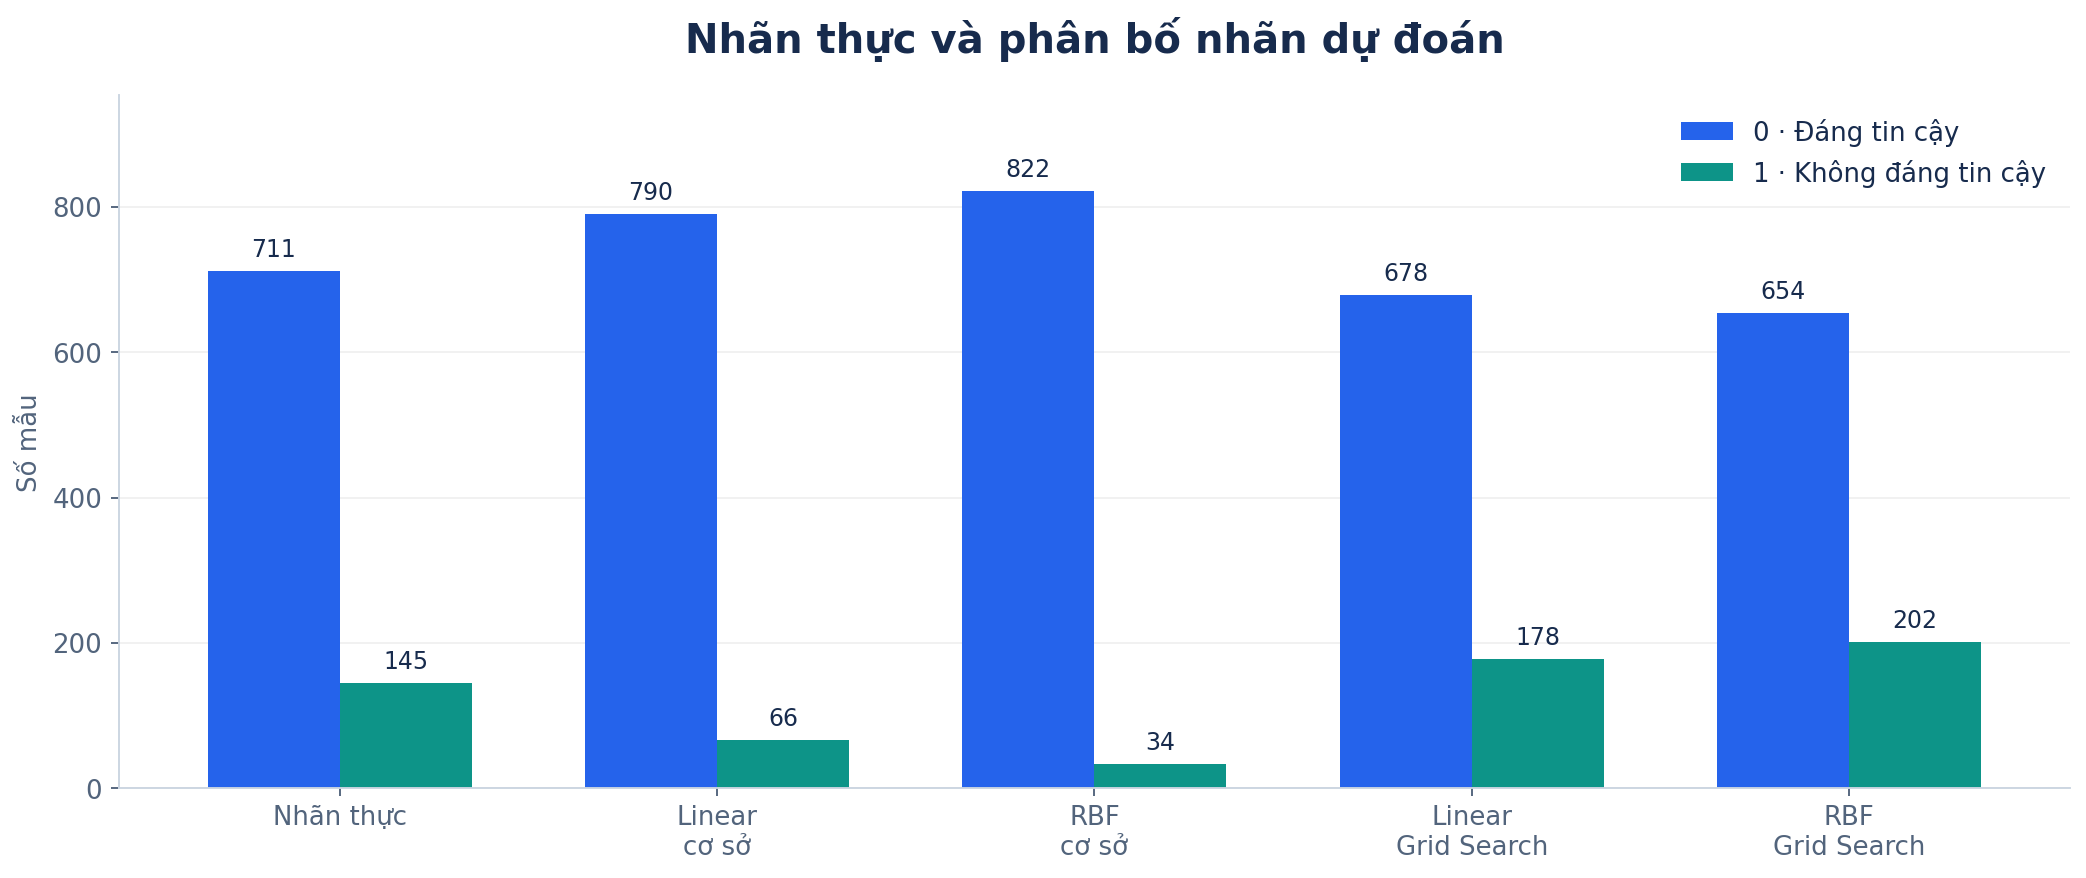 Nhãn thực và phân bố nhãn dự đoán
0 · Đáng tin cậy
1 · Không đáng tin cậy
Số mẫu
800
600
400
200
0
711
145
790
66
822
34
678
178
654
202
Nhãn thực
Linear
cơ sở
RBF
cơ sở
Linear
Grid Search
RBF
Grid Search